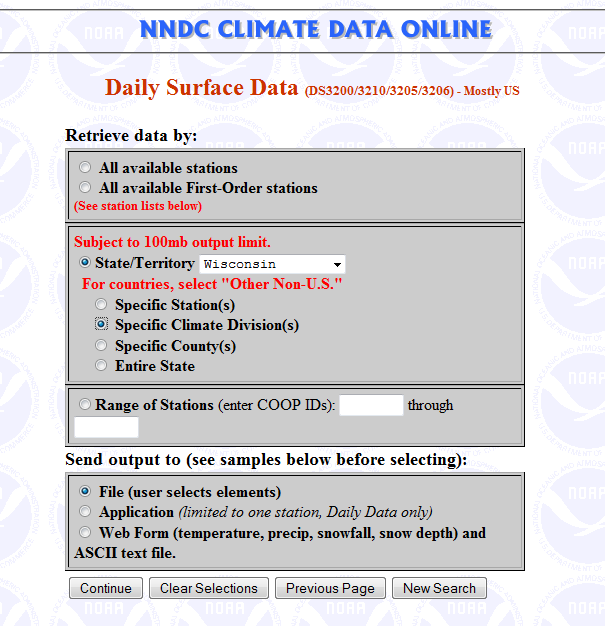 NNDC CLIMATE DATA ONLINE
Daily Surface Data (DS3200/3210/3205/3206) - Mostly US
Retrieve data by:
All available stations
All available First-Order stations
(See station lists below)
Subject to 100mb output limit.
State/Territory Wisconsin
For countries, select "Other Non-U.S."
Specific Station(s)
Specific Climate Division(s)
Specific County(s)
Entire State
Range of Stations (enter COOP IDs): through
Send output to (see samples below before selecting):
File (user selects elements)
Application (limited to one station, Daily Data only)
Web Form (temperature, precip, snowfall, snow depth) and
ASCII text file.
Continue Clear Selections Previous Page New Search